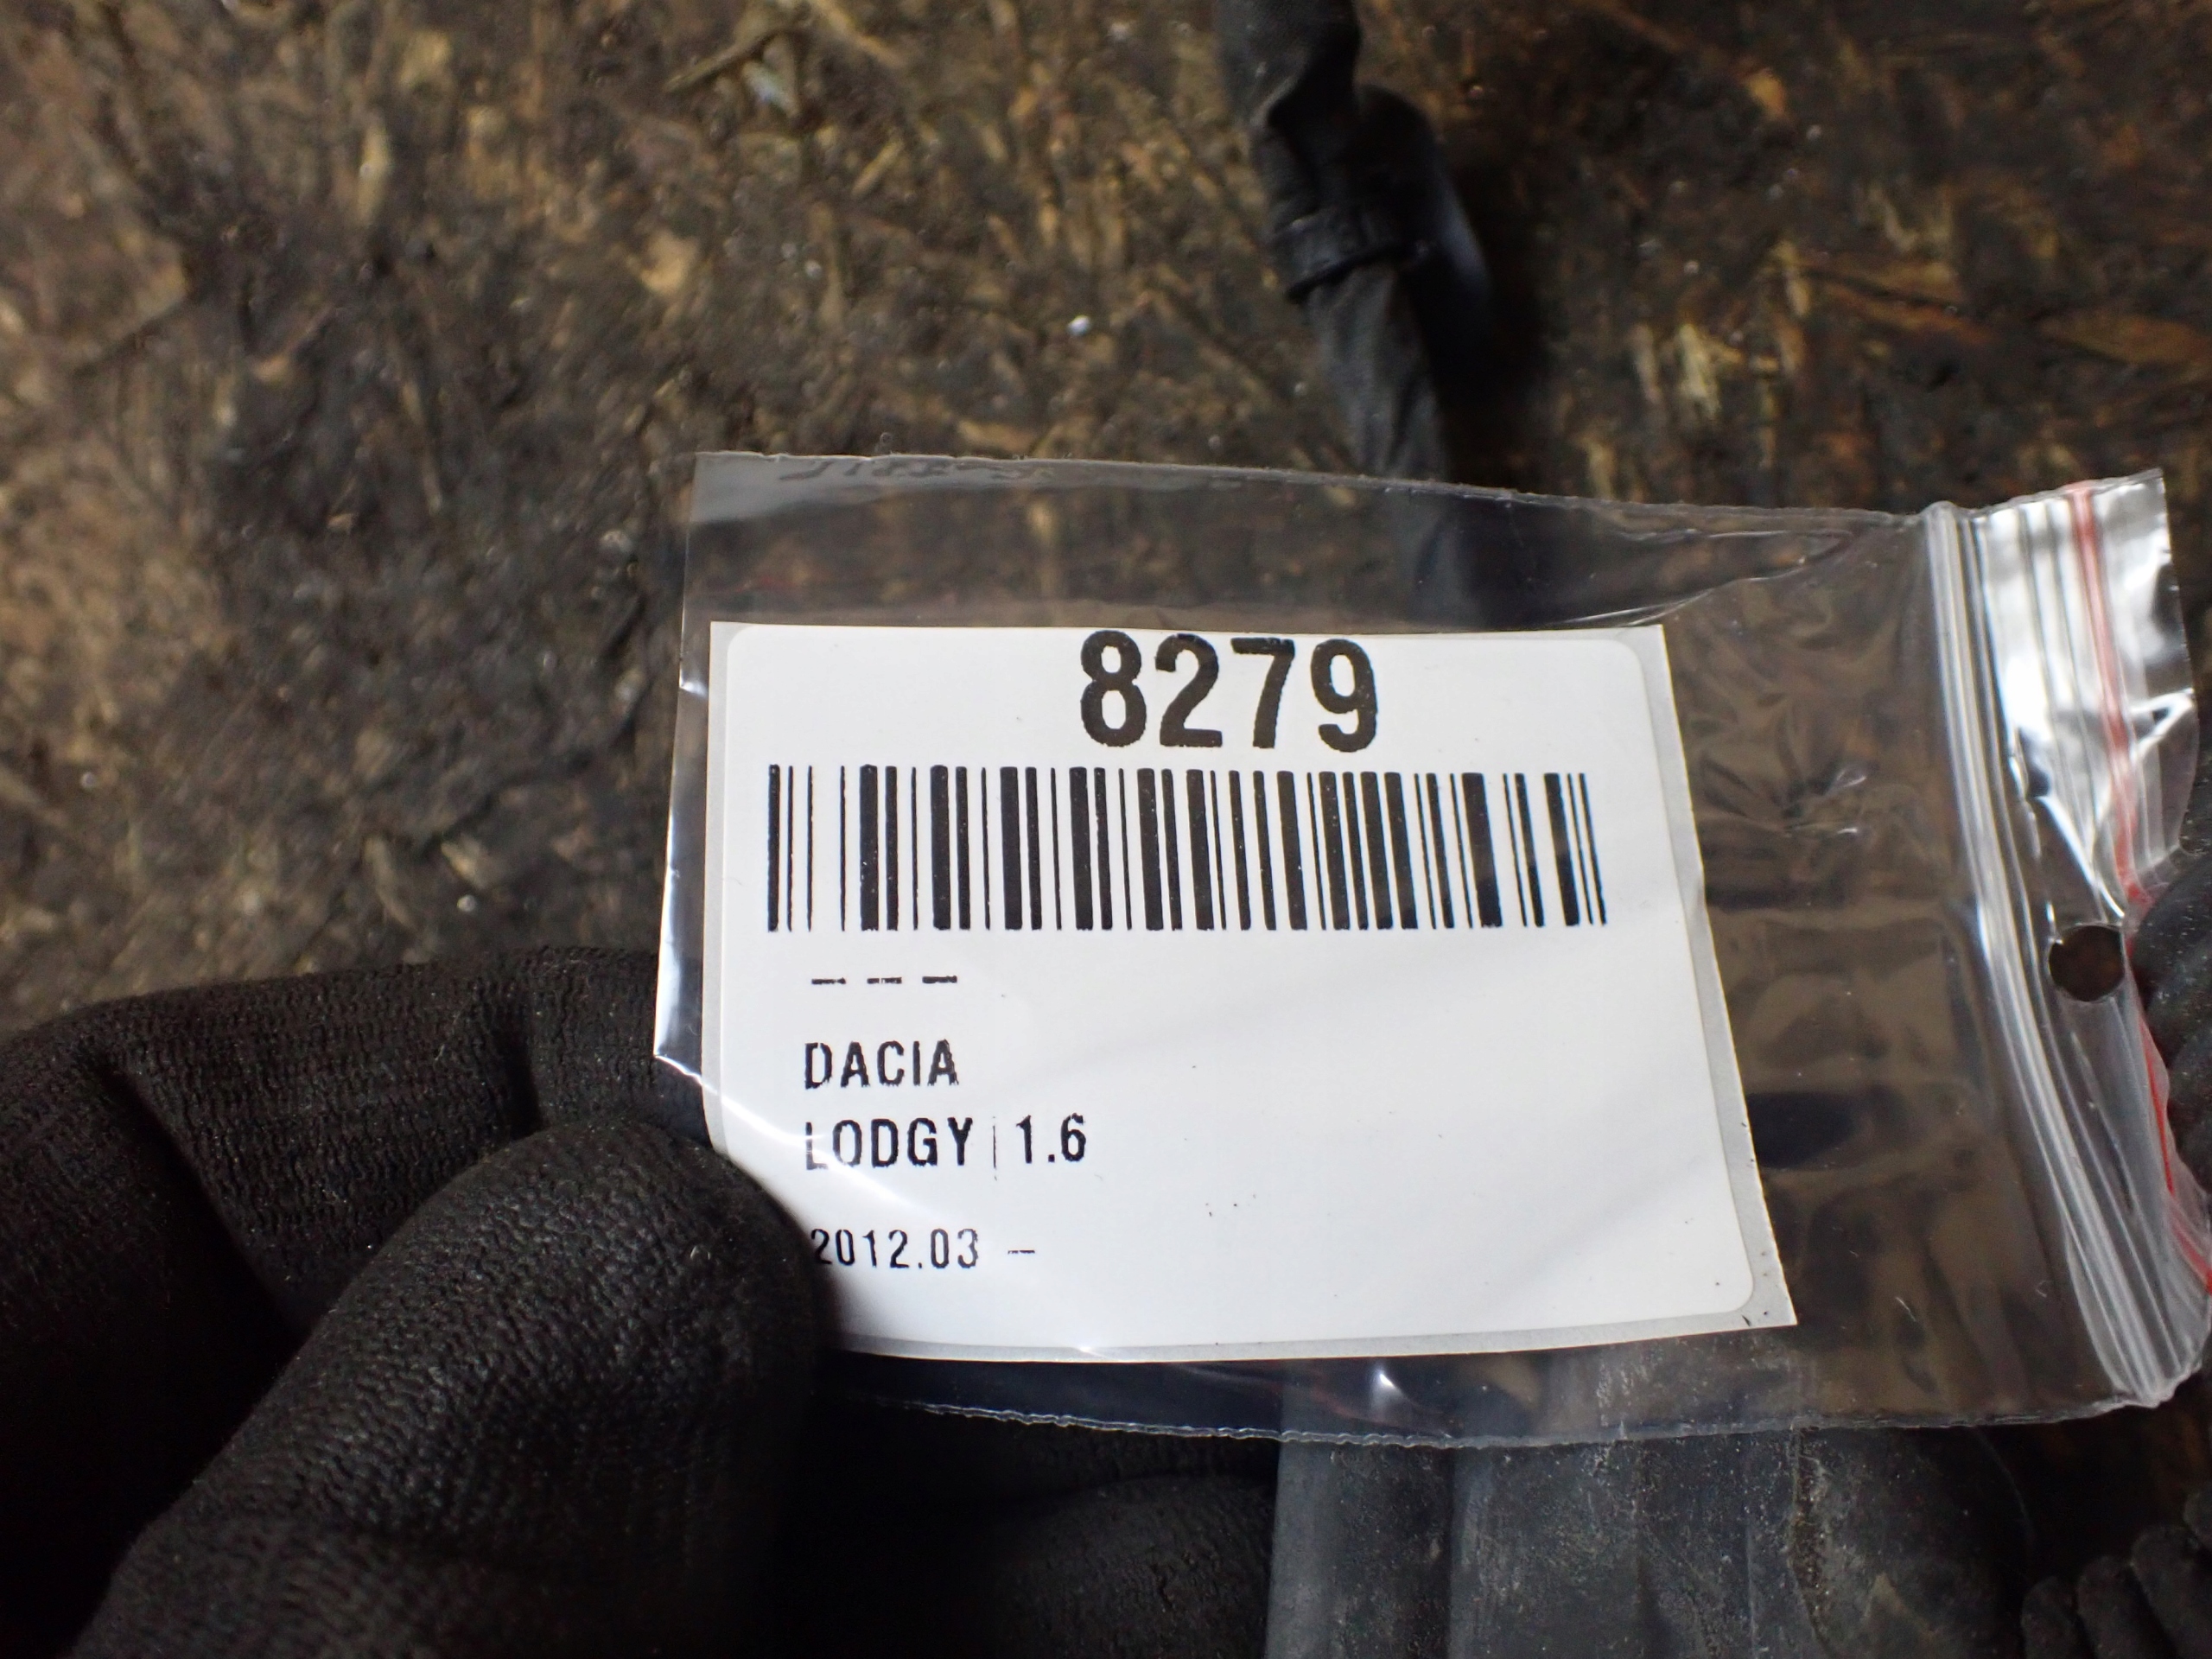 8279
– – –
DACIA
LODGY | 1.6
2012.03 –